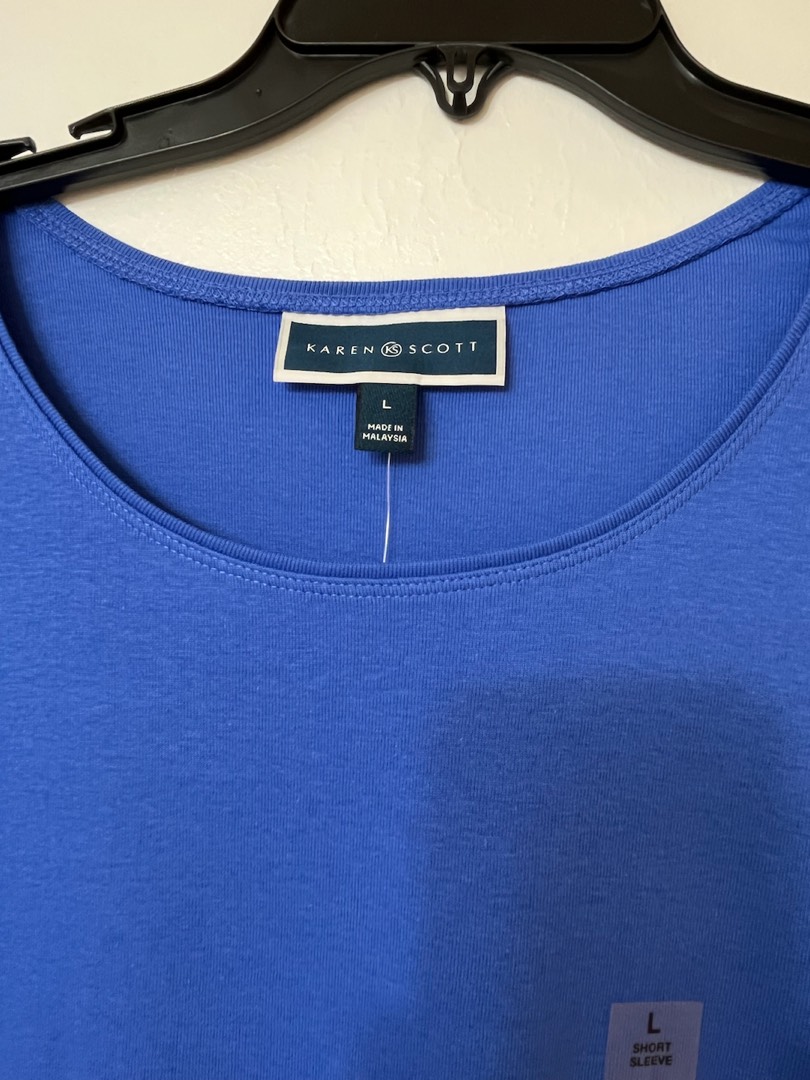 KAREN KS SCOTT
L
MADE IN
MALAYSIA
L
SHORT
SLEEVE